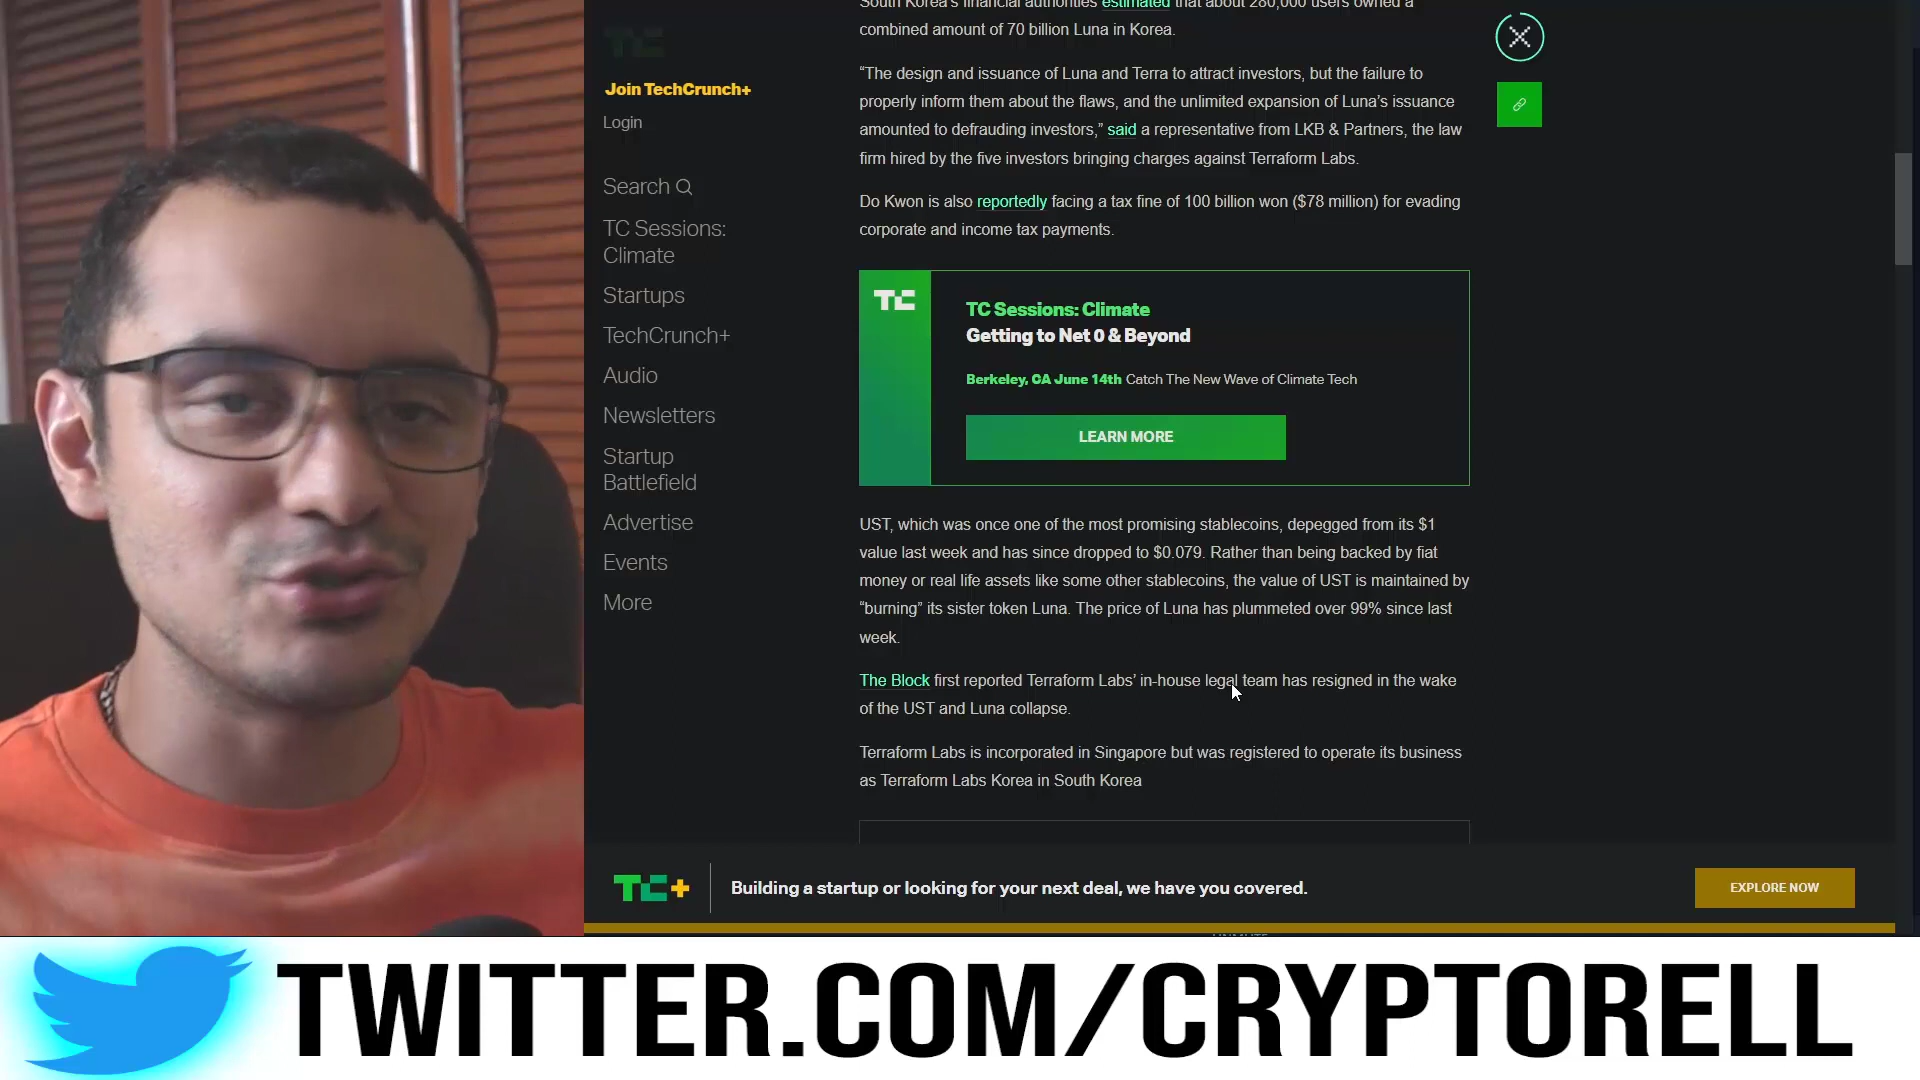 South Korea's financial authorities estimated that about 280,000 users owned a
combined amount of 70 billion Luna in Korea.
TC
Join TechCrunch+
Login
Search
TC Sessions:
Climate
Startups
TechCrunch+
Audio
Newsletters
Startup
Battlefield
Advertise
Events
More
“The design and issuance of Luna and Terra to attract investors, but the failure to
properly inform them about the flaws, and the unlimited expansion of Luna’s issuance
amounted to defrauding investors,” said a representative from LKB & Partners, the law
firm hired by the five investors bringing charges against Terraform Labs.
Do Kwon is also reportedly facing a tax fine of 100 billion won ($78 million) for evading
corporate and income tax payments.
TC
TC Sessions: Climate
Getting to Net 0 & Beyond
Berkeley, CA June 14th Catch The New Wave of Climate Tech
LEARN MORE
UST, which was once one of the most promising stablecoins, depegged from its $1
value last week and has since dropped to $0.079. Rather than being backed by fiat
money or real life assets like some other stablecoins, the value of UST is maintained by
“burning” its sister token Luna. The price of Luna has plummeted over 99% since last
week.
The Block first reported Terraform Labs’ in-house legal team has resigned in the wake
of the UST and Luna collapse.
Terraform Labs is incorporated in Singapore but was registered to operate its business
as Terraform Labs Korea in South Korea
TC+
Building a startup or looking for your next deal, we have you covered.
EXPLORE NOW
TWITTER.COM/CRYPTORELL